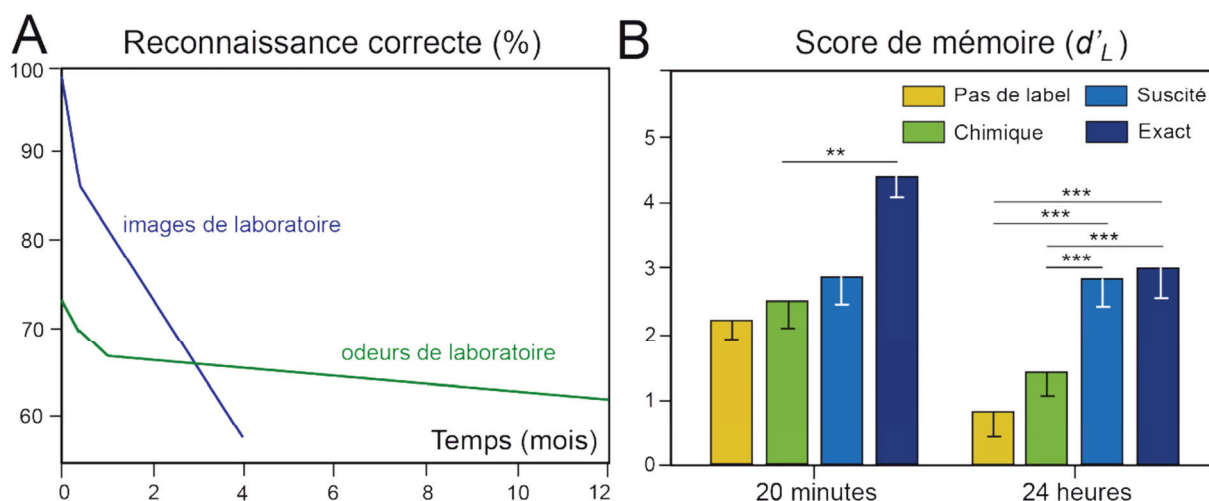 A
Reconnaissance correcte (%)
100
90
80
70
60
images de laboratoire
odeurs de laboratoire
Temps (mois)
0 2 4 6 8 10 12
B
Score de mémoire (d'L)
Pas de label
Suscité
Chimique
Exact
5
4
3
2
1
0
**
***
***
***
***
20 minutes
24 heures